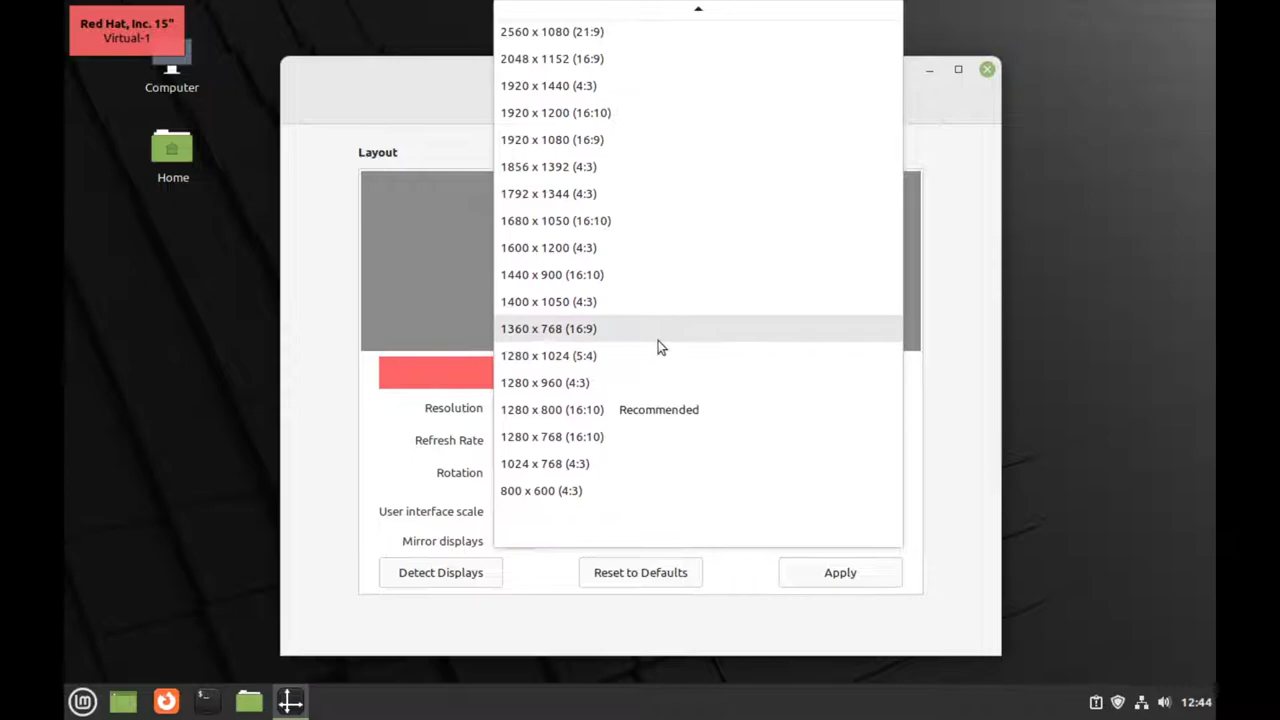 Red Hat, Inc. 15"
Virtual-1
Computer
Home
Layout
2560 x 1080 (21:9)
2048 x 1152 (16:9)
1920 x 1440 (4:3)
1920 x 1200 (16:10)
1920 x 1080 (16:9)
1856 x 1392 (4:3)
1792 x 1344 (4:3)
1680 x 1050 (16:10)
1600 x 1200 (4:3)
1440 x 900 (16:10)
1400 x 1050 (4:3)
1360 x 768 (16:9)
1280 x 1024 (5:4)
1280 x 960 (4:3)
1280 x 800 (16:10) Recommended
1280 x 768 (16:10)
1024 x 768 (4:3)
800 x 600 (4:3)
Resolution
Refresh Rate
Rotation
User interface scale
Mirror displays
Detect Displays
Reset to Defaults
Apply
12:44